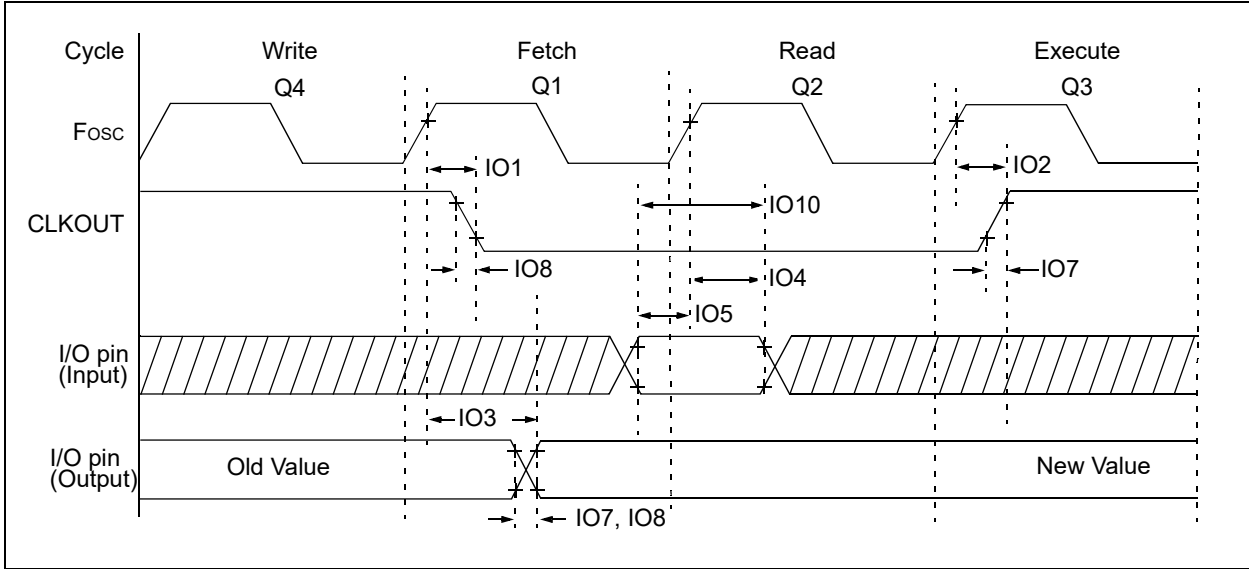 Cycle Write Fetch Read Execute
Q4 Q1 Q2 Q3
Fosc
IO1 IO2
CLKOUT IO10
IO8 IO4 IO7
IO5
I/O pin
(Input)
IO3
I/O pin
(Output) Old Value New Value
IO7, IO8